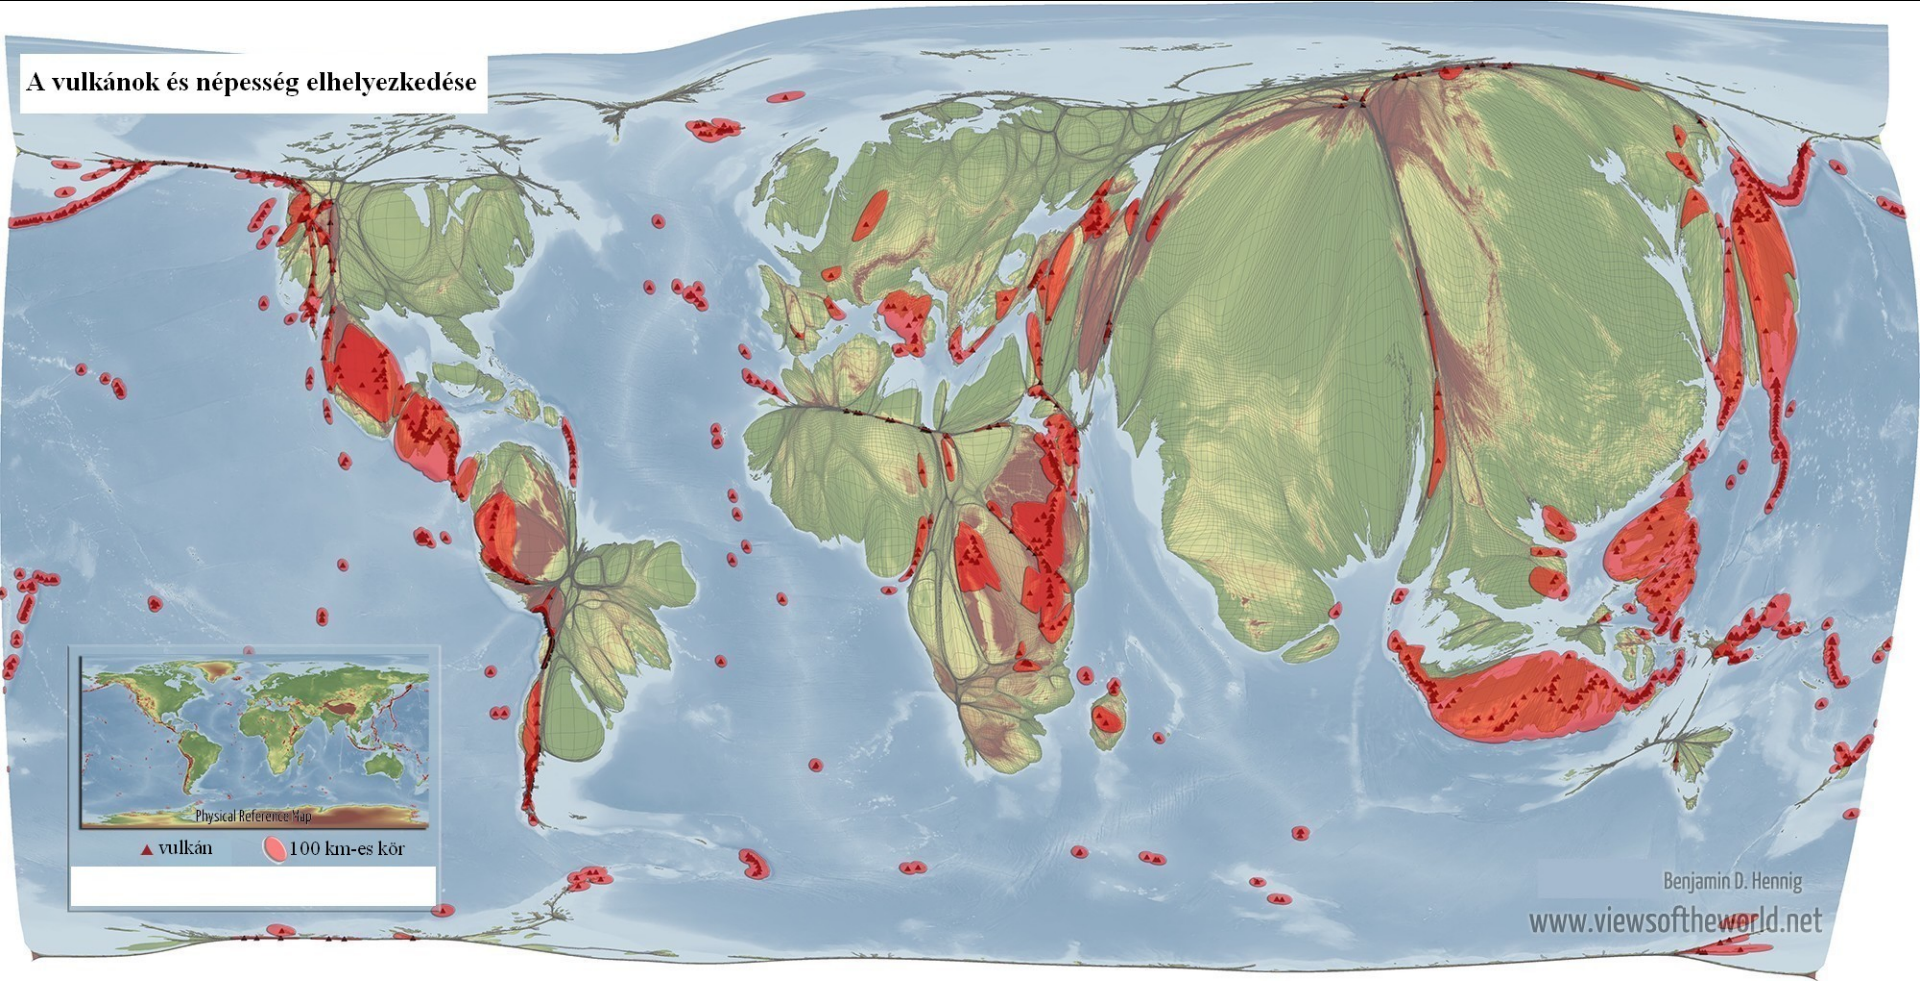 A vulkánok és népesség elhelyezkedése
Physical Reference Map
vulkán
100 km-es kör
Benjamin D. Hennig
www.viewsoftheworld.net